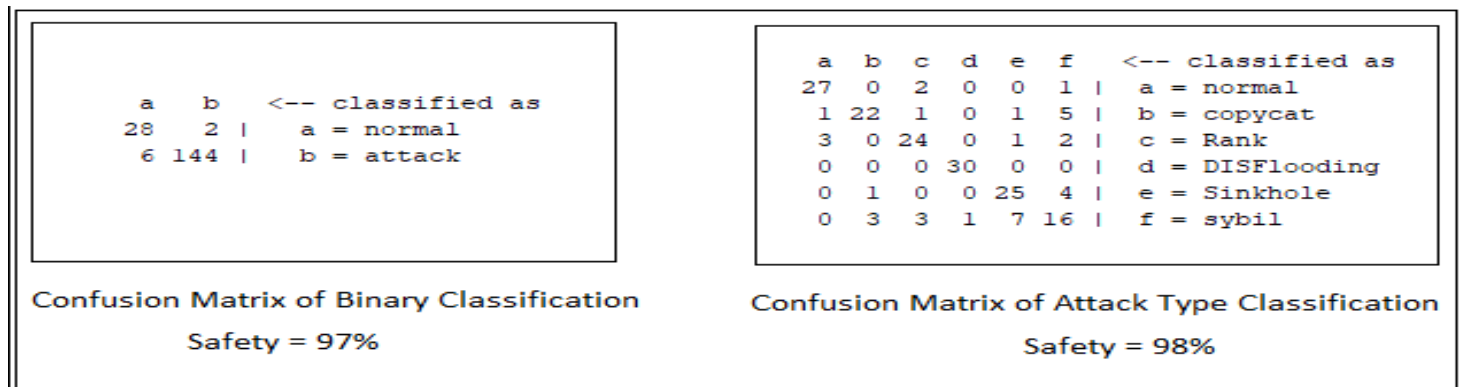 a b <-- classified as
28 2 | a = normal
6 144 | b = attack
Confusion Matrix of Binary Classification
Safety = 97%
a b c d e f <-- classified as
27 0 2 0 0 1 | a = normal
1 22 1 0 1 5 | b = copycat
3 0 24 0 1 2 | c = Rank
0 0 0 30 0 0 | d = DISFlooding
0 1 0 0 25 4 | e = Sinkhole
0 3 3 1 7 16 | f = sybil
Confusion Matrix of Attack Type Classification
Safety = 98%